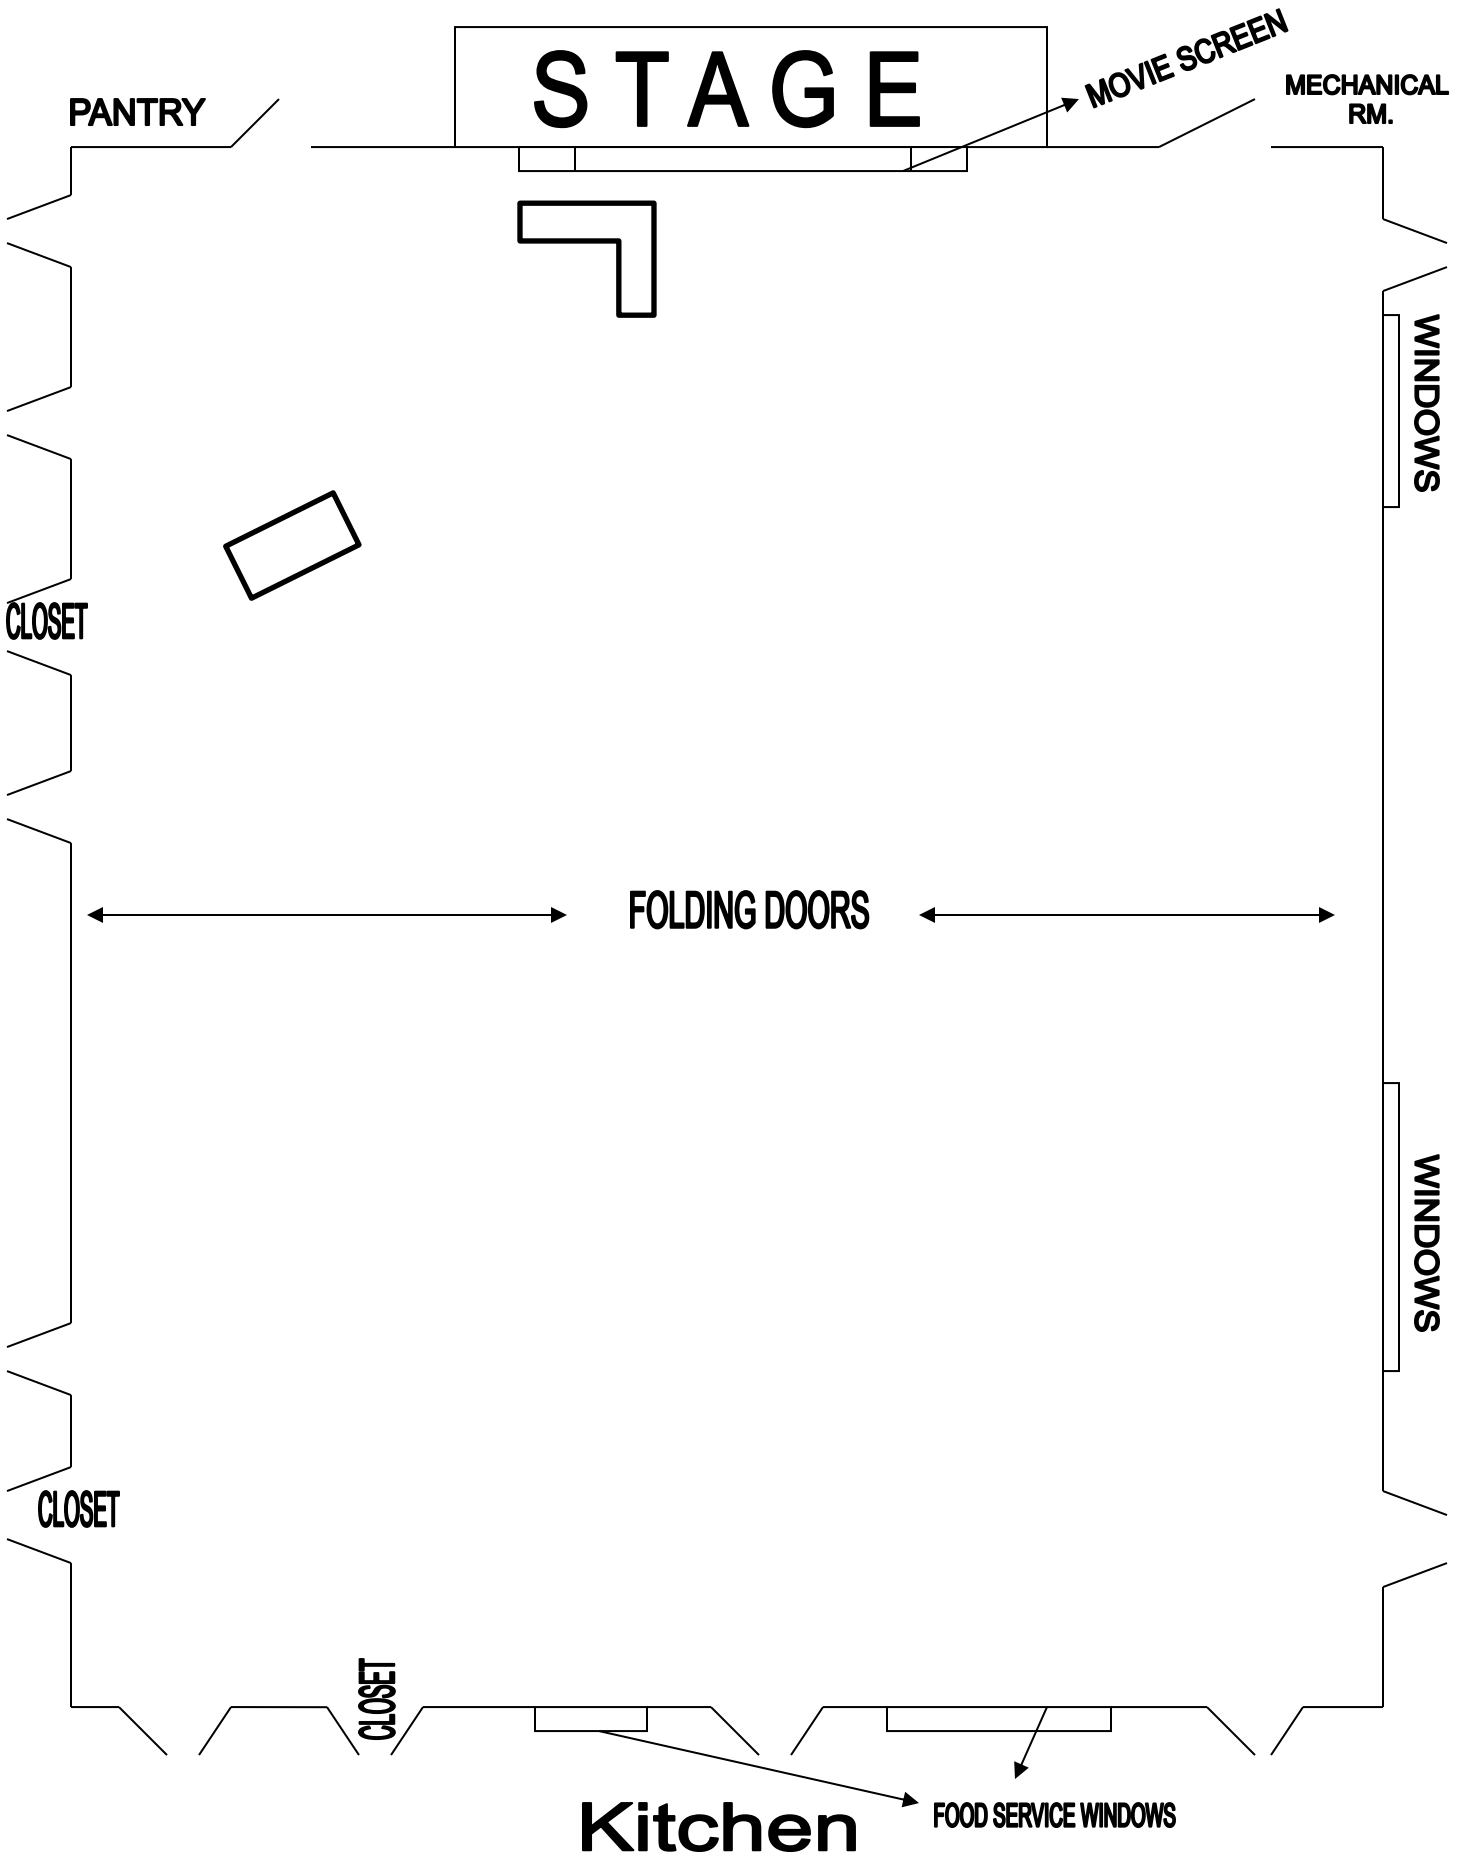 STAGE
MOVIE SCREEN
MECHANICAL
RM.
PANTRY
WINDOWS
CLOSET
FOLDING DOORS
WINDOWS
CLOSET
CLOSET
Kitchen
FOOD SERVICE WINDOWS